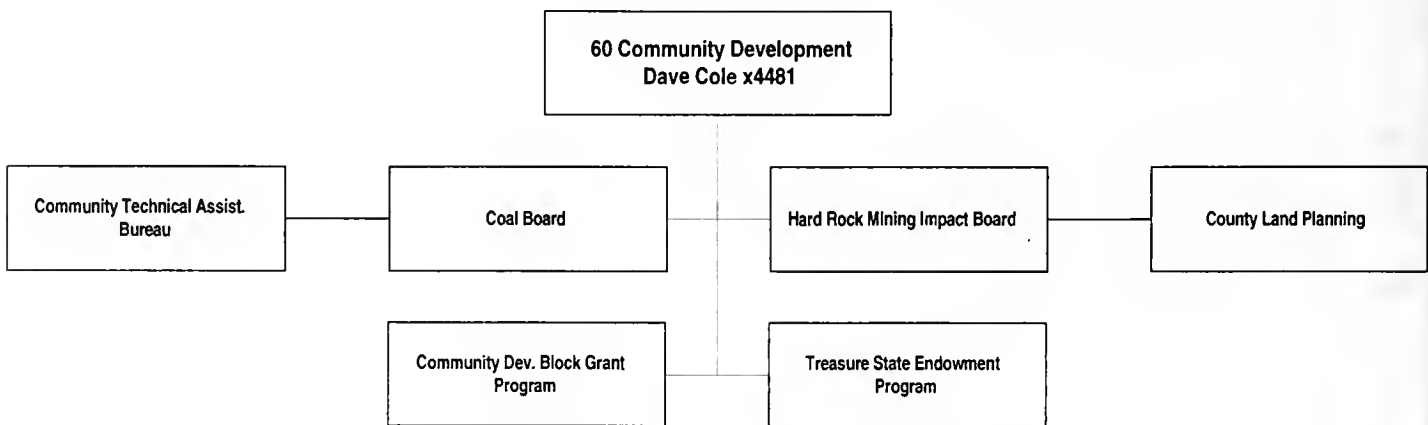 60 Community Development
Dave Cole x4481
Community Technical Assist.
Bureau
Coal Board
Hard Rock Mining Impact Board
County Land Planning
Community Dev. Block Grant
Program
Treasure State Endowment
Program